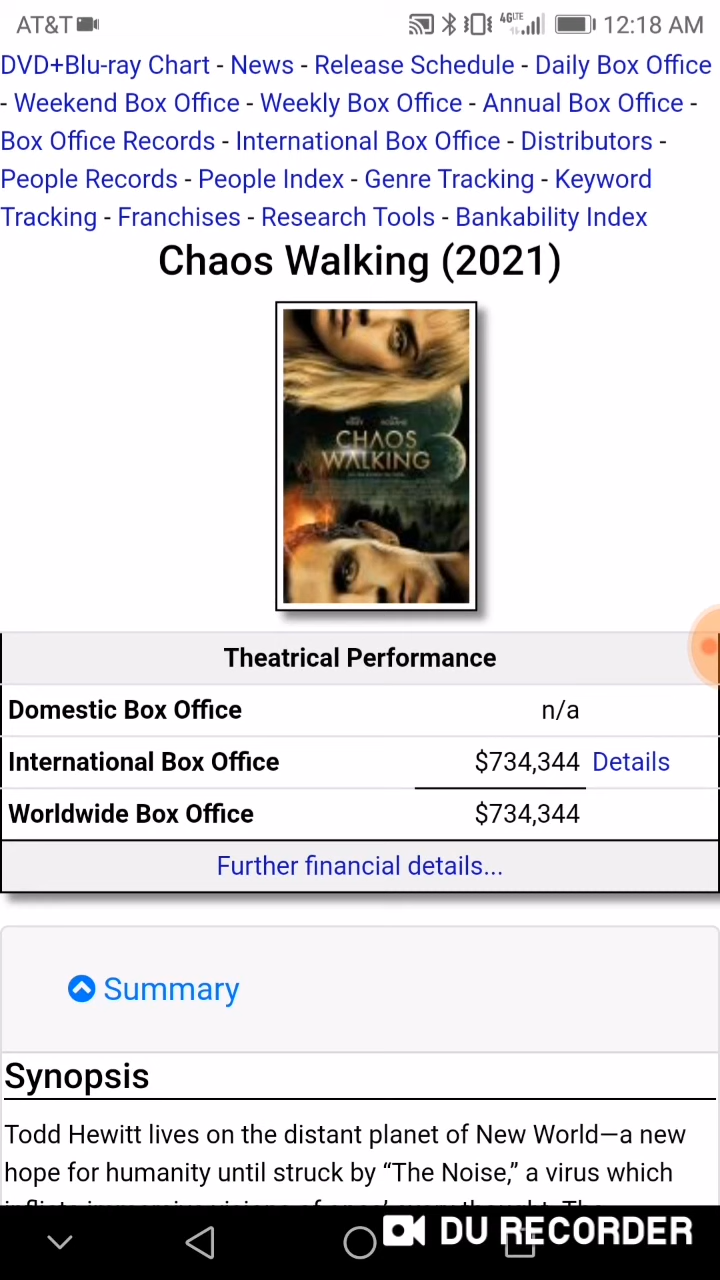 AT&T
4G LTE
12:18 AM
DVD+Blu-ray Chart - News - Release Schedule - Daily Box Office
- Weekend Box Office - Weekly Box Office - Annual Box Office -
Box Office Records - International Box Office - Distributors -
People Records - People Index - Genre Tracking - Keyword
Tracking - Franchises - Research Tools - Bankability Index
Chaos Walking (2021)
CHAOS
WALKING
Theatrical Performance
Domestic Box Office n/a
International Box Office $734,344 Details
Worldwide Box Office $734,344
Further financial details...
Summary
Synopsis
Todd Hewitt lives on the distant planet of New World—a new
hope for humanity until struck by “The Noise,” a virus which
DU RECORDER